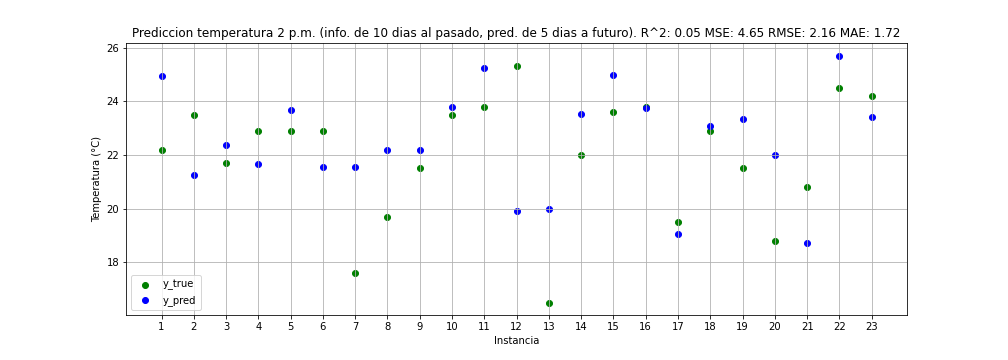 Prediccion temperatura 2 p.m. (info. de 10 dias al pasado, pred. de 5 dias a futuro). R^2: 0.05 MSE: 4.65 RMSE: 2.16 MAE: 1.72
26
24
22
20
18
Temperatura (°C)
y_true
y_pred
1 2 3 4 5 6 7 8 9 10 11 12 13 14 15 16 17 18 19 20 21 22 23
Instancia